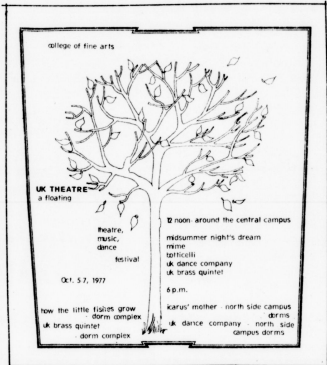 college of fine arts
UK THEATRE
a floating
theatre,
music,
dance
festival
Oct. 5-7, 1977
how the little fishes grow
- dorm complex
uk brass quintet
- dorm complex
12 noon- around the central campus
midsummer night's dream
mime
totticelli
uk dance company
uk brass quintet
6 p.m.
icarus' mother - north side campus
dorms
uk dance company - north side
campus dorms